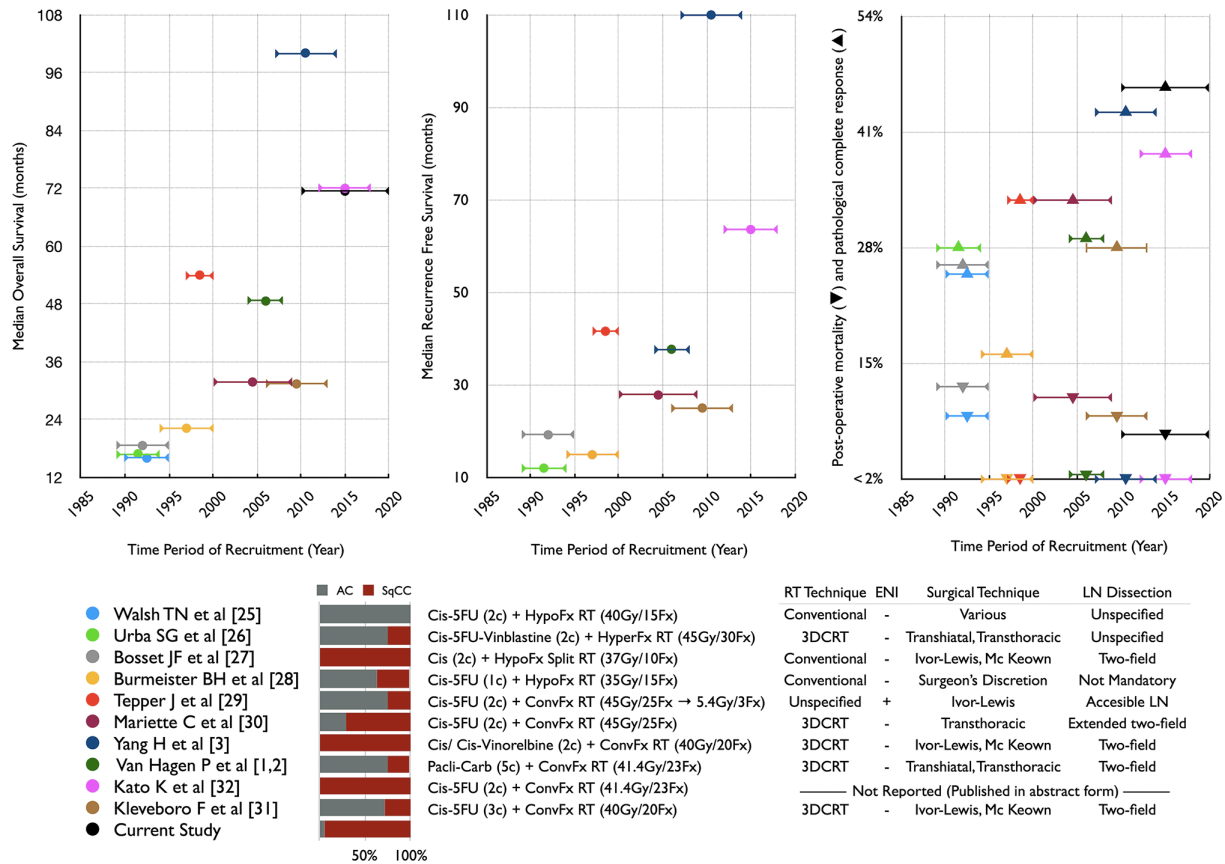 Median Overall Survival (months)
108
96
84
72
60
48
36
24
12
1985
1990
1995
2000
2005
2010
2015
2020
Time Period of Recruitment (Year)
Median Recurrence Free Survival (months)
110
90
70
50
30
10
1985
1990
1995
2000
2005
2010
2015
2020
Time Period of Recruitment (Year)
Post-operative mortality (▼) and pathological complete response (▲)
54%
41%
28%
15%
<2%
1985
1990
1995
2000
2005
2010
2015
2020
Time Period of Recruitment (Year)
AC SqCC
RT Technique ENI Surgical Technique LN Dissection
Walsh TN et al [25] Cis-5FU (2c) + HypoFx RT (40Gy/15Fx) Conventional - Various Unspecified
Urba SG et al [26] Cis-5FU-Vinblastine (2c) + HyperFx RT (45Gy/30Fx) 3DCRT - Transhiatal, Transthoracic Unspecified
Bosset JF et al [27] Cis (2c) + HypoFx Split RT (37Gy/10Fx) Conventional - Ivor-Lewis, Mc Keown Two-field
Burmeister BH et al [28] Cis-5FU (1c) + HypoFx RT (35Gy/15Fx) Conventional - Surgeon's Discretion Not Mandatory
Tepper J et al [29] Cis-5FU (2c) + ConvFx RT (45Gy/25Fx → 5.4Gy/3Fx) Unspecified + Ivor-Lewis Accesible LN
Mariette C et al [30] Cis-5FU (2c) + ConvFx RT (45Gy/25Fx) 3DCRT - Transthoracic Extended two-field
Yang H et al [3] Cis/ Cis-Vinorelbine (2c) + ConvFx RT (40Gy/20Fx) 3DCRT - Ivor-Lewis, Mc Keown Two-field
Van Hagen P et al [1,2] Pacli-Carb (5c) + ConvFx RT (41.4Gy/23Fx) 3DCRT - Transhiatal, Transthoracic Two-field
Kato K et al [32] Cis-5FU (2c) + ConvFx RT (41.4Gy/23Fx) Not Reported (Published in abstract form)
Kleveboro F et al [31] Cis-5FU (3c) + ConvFx RT (40Gy/20Fx) 3DCRT - Ivor-Lewis, Mc Keown Two-field
Current Study
50% 100%